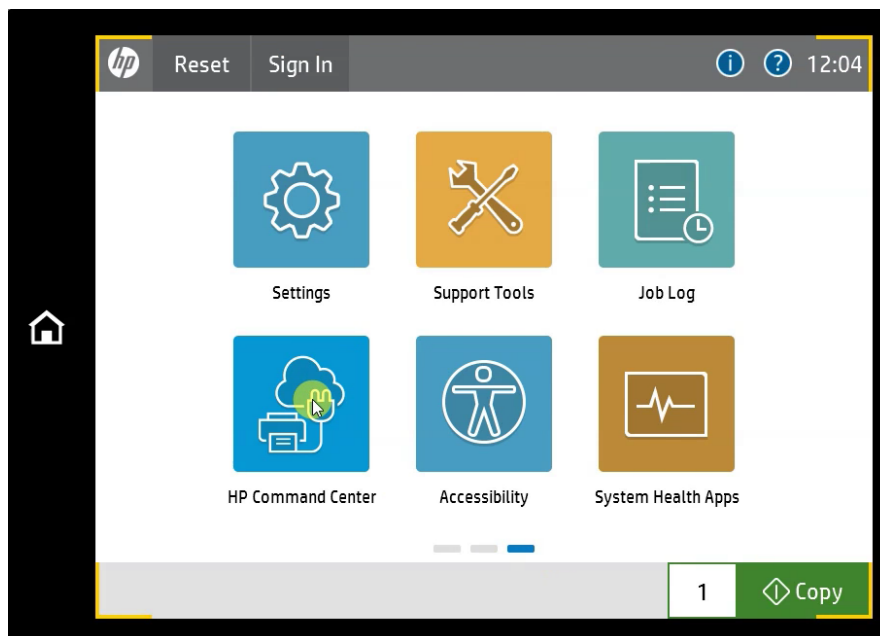 hp Reset Sign In i ? 12:04
Settings Support Tools Job Log
HP Command Center Accessibility System Health Apps
1 Copy